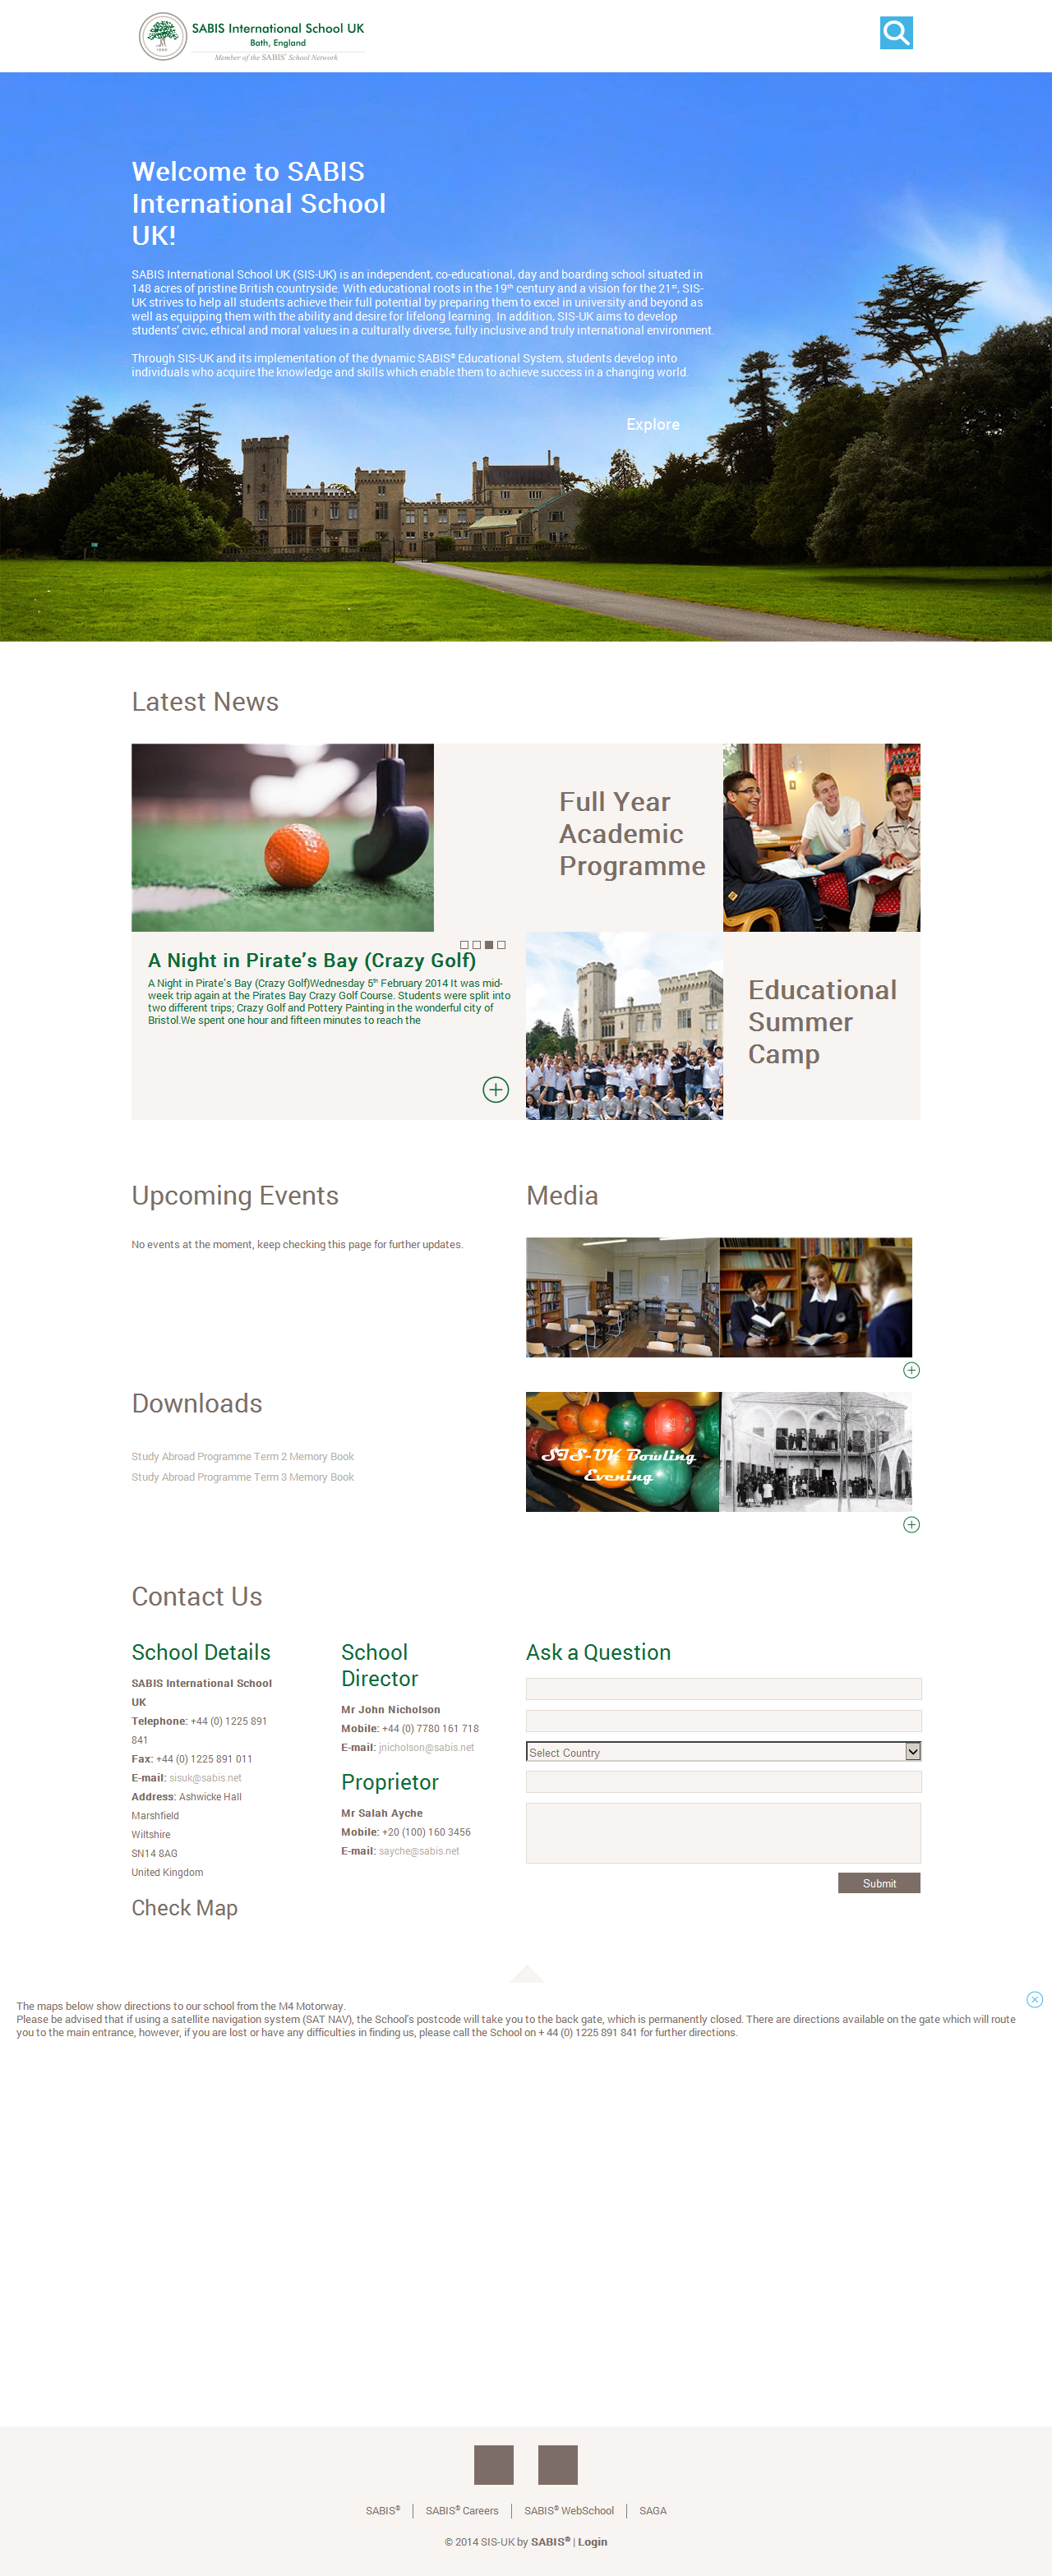 SABIS International School UK
Bath, England
Member of the SABIS® School Network
1886
Welcome to SABIS
International School
UK!
SABIS International School UK (SIS-UK) is an independent, co-educational, day and boarding school situated in
148 acres of pristine British countryside. With educational roots in the 19th century and a vision for the 21st, SIS-
UK strives to help all students achieve their full potential by preparing them to excel in university and beyond as
well as equipping them with the ability and desire for lifelong learning. In addition, SIS-UK aims to develop
students' civic, ethical and moral values in a culturally diverse, fully inclusive and truly international environment.
Through SIS-UK and its implementation of the dynamic SABIS® Educational System, students develop into
individuals who acquire the knowledge and skills which enable them to achieve success in a changing world.
Explore
Latest News
Full Year
Academic
Programme
A Night in Pirate's Bay (Crazy Golf)
A Night in Pirate's Bay (Crazy Golf)Wednesday 5th February 2014 It was mid-
week trip again at the Pirates Bay Crazy Golf Course. Students were split into
two different trips; Crazy Golf and Pottery Painting in the wonderful city of
Bristol.We spent one hour and fifteen minutes to reach the
Educational
Summer
Camp
Upcoming Events
No events at the moment, keep checking this page for further updates.
Media
Downloads
Study Abroad Programme Term 2 Memory Book
Study Abroad Programme Term 3 Memory Book
SIS-UK Bowling
Evening
Contact Us
School Details
SABIS International School
UK
Telephone: +44 (0) 1225 891
841
Fax: +44 (0) 1225 891 011
E-mail: sisuk@sabis.net
Address: Ashwicke Hall
Marshfield
Wiltshire
SN14 8AG
United Kingdom
Check Map
School
Director
Mr John Nicholson
Mobile: +44 (0) 7780 161 718
E-mail: jnicholson@sabis.net
Proprietor
Mr Salah Ayche
Mobile: +20 (100) 160 3456
E-mail: sayche@sabis.net
Ask a Question
Select Country
Submit
The maps below show directions to our school from the M4 Motorway.
Please be advised that if using a satellite navigation system (SAT NAV), the School's postcode will take you to the back gate, which is permanently closed. There are directions available on the gate which will route
you to the main entrance, however, if you are lost or have any difficulties in finding us, please call the School on + 44 (0) 1225 891 841 for further directions.
SABIS® | SABIS® Careers | SABIS® WebSchool | SAGA
© 2014 SIS-UK by SABIS® | Login